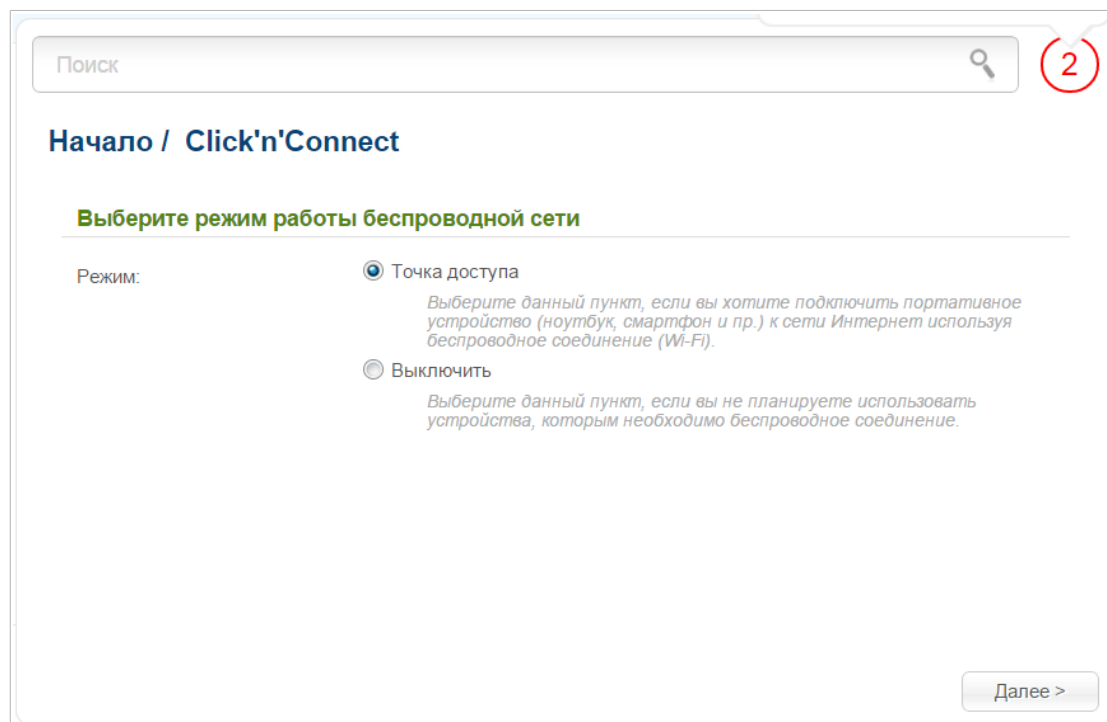 Поиск
2
Начало / Click'n'Connect
Выберите режим работы беспроводной сети
Режим:
Точка доступа
Выберите данный пункт, если вы хотите подключить портативное
устройство (ноутбук, смартфон и пр.) к сети Интернет используя
беспроводное соединение (Wi-Fi).
Выключить
Выберите данный пункт, если вы не планируете использовать
устройства, которым необходимо беспроводное соединение.
Далее >